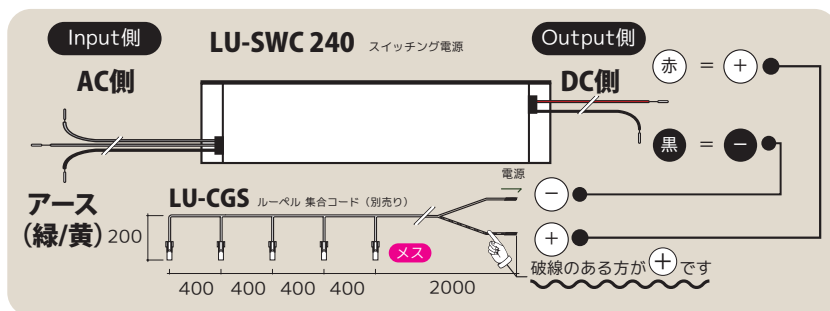 Input側
LU-SWC 240 スイッチング電源
Output側
AC側
DC側
赤 = +
黒 = −
アース
(緑/黄)
LU-CGS ルーペル 集合コード（別売り）
電源
−
+
200
メス
破線のある方が + です
400 400 400 400 2000